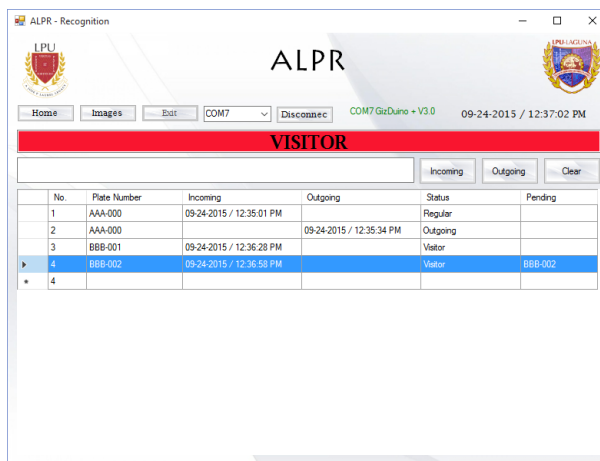 ALPR - Recognition
LPU
ALPR
LPU-LAGUNA
Home Images Exit COM7 Disconnec COM7 GizDuino + V3.0 09-24-2015 / 12:37:02 PM
VISITOR
Incoming Outgoing Clear
No. Plate Number Incoming Outgoing Status Pending
1 AAA-000 09-24-2015 / 12:35:01 PM Regular
2 AAA-000 09-24-2015 / 12:35:34 PM Outgoing
3 BBB-001 09-24-2015 / 12:36:28 PM Visitor
4 BBB-002 09-24-2015 / 12:36:58 PM Visitor BBB-002
4